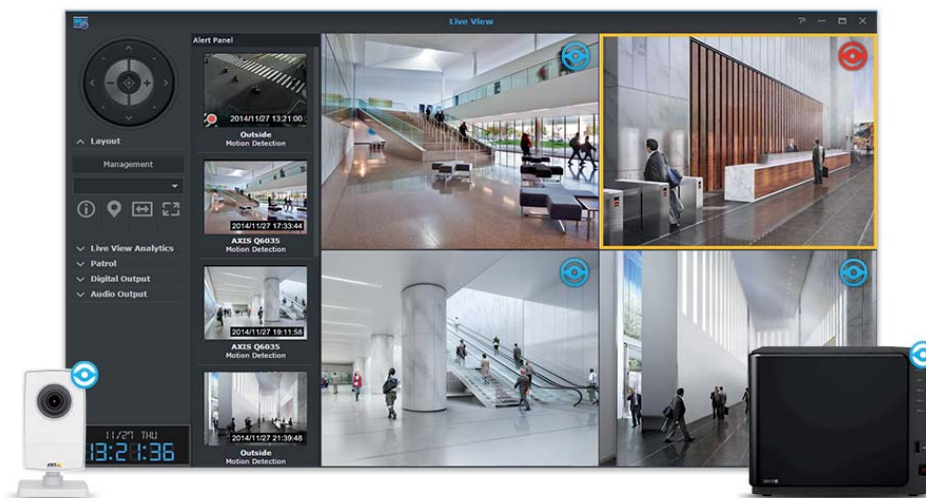 Live View
Alert Panel
2014/11/27 13:21:00
Outside
Motion Detection
Layout
Management
2014/11/27 17:33:44
AXIS Q6035
Motion Detection
Live View Analytics
Patrol
Digital Output
Audio Output
2014/11/27 19:11:58
AXIS Q6035
Motion Detection
2014/11/27 21:39:48
Outside
Motion Detection
11/27 THU
13:21:36
AXIS